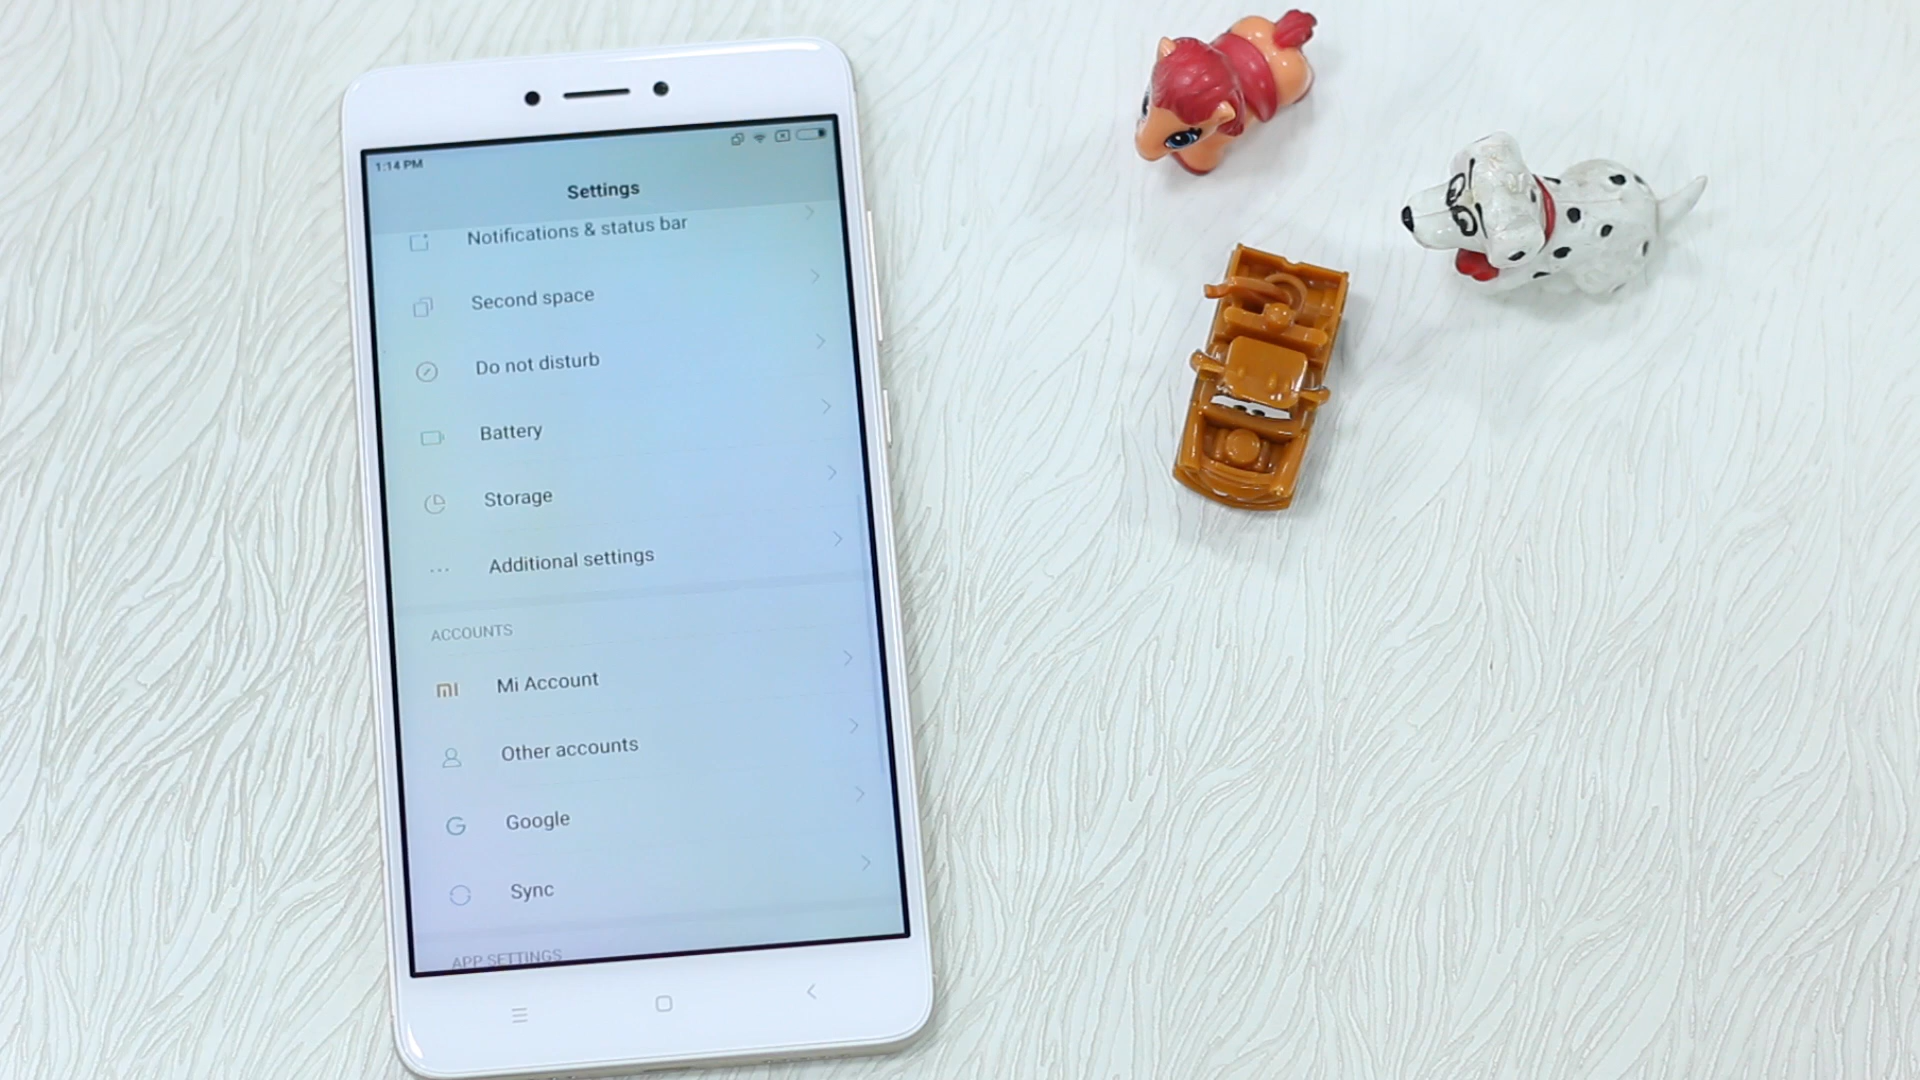 1:14 PM
Settings
Notifications & status bar
Second space
Do not disturb
Battery
Storage
Additional settings
ACCOUNTS
mi Mi Account
Other accounts
G Google
Sync
APP SETTINGS